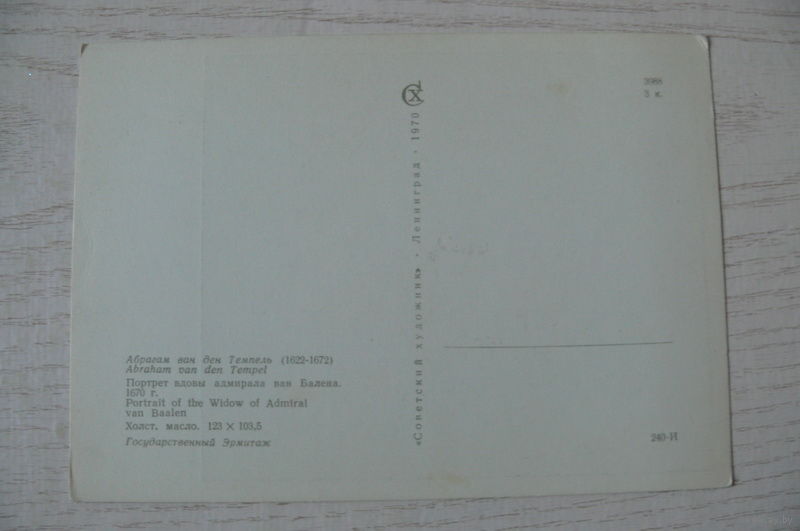 Абрагам ван ден Темпель (1622-1672)
Abraham van den Tempel
Портрет вдовы адмирала ван Балена.
1670 г.
Portrait of the Widow of Admiral
van Baalen
Холст, масло. 123 × 103,5
Государственный Эрмитаж
«Советский художник» · Ленинград · 1970
СХ
3988
3 к.
240-И